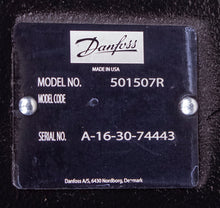 Danfoss
MADE IN USA
MODEL NO. 501507R
MODEL CODE
SERIAL NO. A-16-30-74443
Danfoss A/S, 6430 Nordborg, Denmark